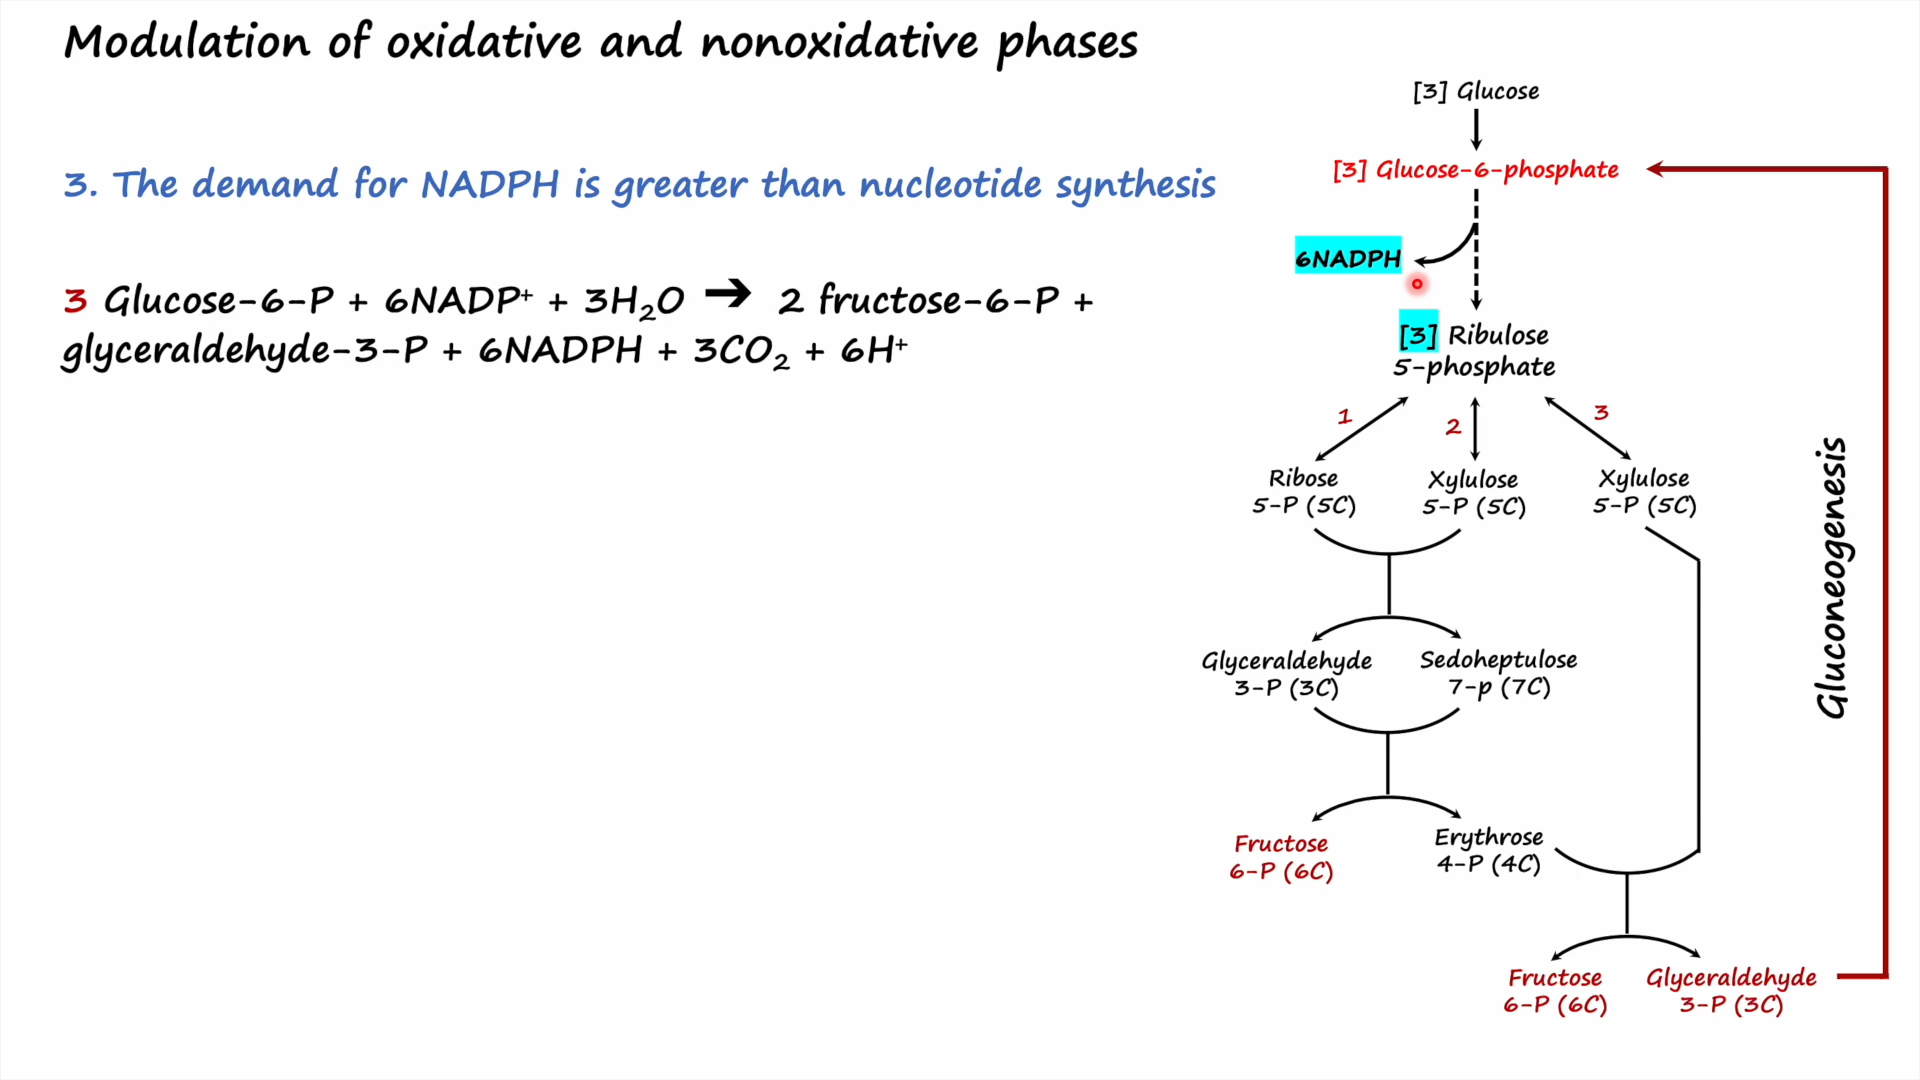 Modulation of oxidative and nonoxidative phases
3. The demand for NADPH is greater than nucleotide synthesis
3 Glucose-6-P + 6NADP⁺ + 3H₂O ➔ 2 fructose-6-P +
glyceraldehyde-3-P + 6NADPH + 3CO₂ + 6H⁺
[3] Glucose
[3] Glucose-6-phosphate
6NADPH
[3] Ribulose
5-phosphate
1
2
3
Ribose
5-P (5C)
Xylulose
5-P (5C)
Xylulose
5-P (5C)
Glyceraldehyde
3-P (3C)
Sedoheptulose
7-p (7C)
Fructose
6-P (6C)
Erythrose
4-P (4C)
Fructose
6-P (6C)
Glyceraldehyde
3-P (3C)
Gluconeogenesis